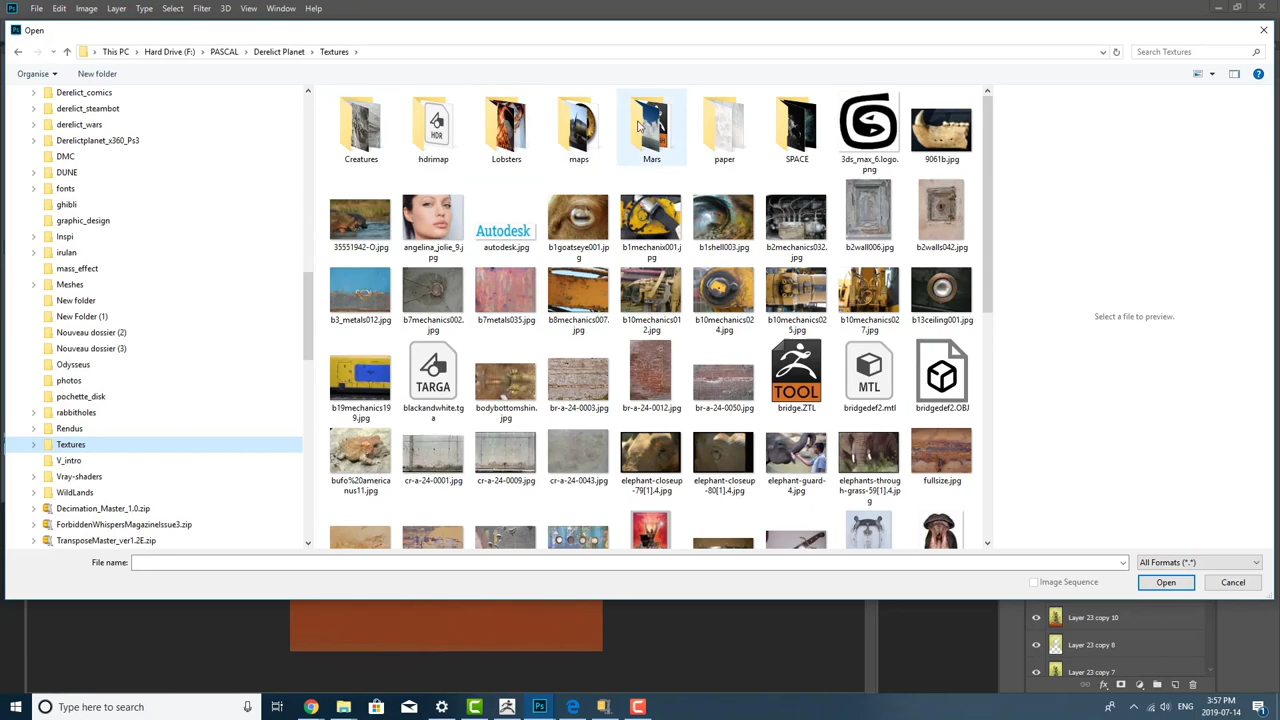 File Edit Image Layer Type Select Filter 3D View Window Help
Ps Open
This PC > Hard Drive (F:) > PASCAL > Derelict Planet > Textures >
Search Textures
Organise New folder
Derelict_comics
derelict_steambot
derelict_wars
Derelictplanet_x360_Ps3
DMC
DUNE
fonts
ghibli
graphic_design
Inspi
irulan
mass_effect
Meshes
New folder
New Folder (1)
Nouveau dossier (2)
Nouveau dossier (3)
Odysseus
photos
pochette_disk
rabbitholes
Rendus
Textures
V_intro
Vray-shaders
WildLands
Decimation_Master_1.0.zip
ForbiddenWhispersMagazineIssue3.zip
TransposeMaster_ver1.2E.zip
HDR
Creatures hdrimap Lobsters maps Mars paper SPACE 3ds_max_6.logo.png 9061b.jpg
Autodesk
35551942-O.jpg angelina_jolie_9.jpg autodesk.jpg b1goatseye001.jpg b1mechanix001.jpg b1shell003.jpg b2mechanics032.jpg b2wall006.jpg b2walls042.jpg
b3_metals012.jpg b7mechanics002.jpg b7metals035.jpg b8mechanics007.jpg b10mechanics012.jpg b10mechanics024.jpg b10mechanics025.jpg b10mechanics027.jpg b13ceiling001.jpg
TARGA TOOL MTL OBJ
b19mechanics199.jpg blackandwhite.tga bodybottomshin.jpg br-a-24-0003.jpg br-a-24-0012.jpg br-a-24-0050.jpg bridge.ZTL bridgedef2.mtl bridgedef2.OBJ
bufo%20americanus11.jpg cr-a-24-0001.jpg cr-a-24-0009.jpg cr-a-24-0043.jpg elephant-closeup-79[1].4.jpg elephant-closeup-80[1].4.jpg elephant-guard-4.jpg elephants-through-grass-59[1].4.jpg fullsize.jpg
Select a file to preview.
File name: All Formats (*.*)
Image Sequence Open Cancel
Layer 23 copy 10
Layer 23 copy 8
Layer 23 copy 7
fx
Type here to search
Ps
3:57 PM
2019-07-14